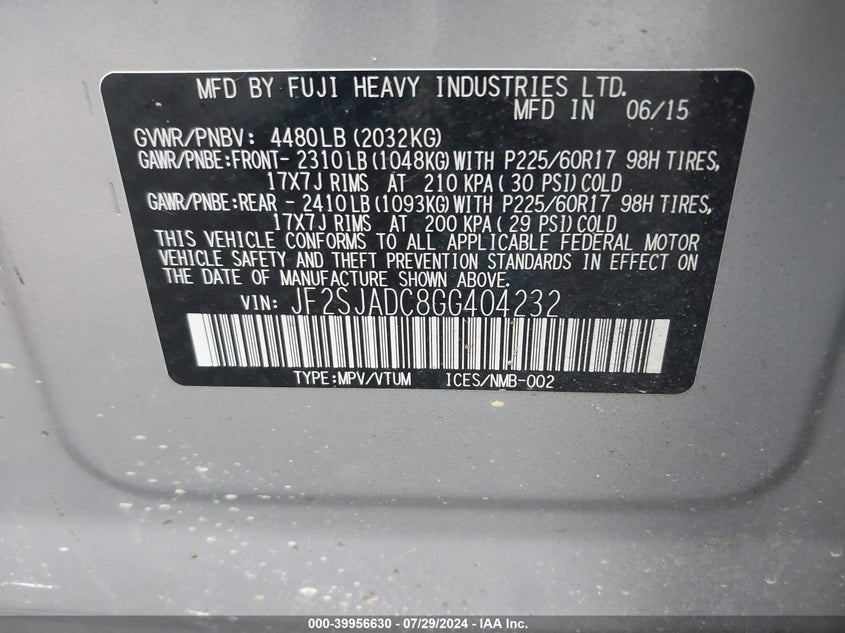 MFD BY FUJI HEAVY INDUSTRIES LTD.
MFD IN 06/15
GVWR/PNBV: 4480LB(2032KG)
GAWR/PNBE:FRONT- 2310LB(1048KG)WITH P225/60R17 98H TIRES,
17X7J RIMS AT 210 KPA(30 PSI)COLD
GAWR/PNBE:REAR - 2410LB(1093KG)WITH P225/60R17 98H TIRES,
17X7J RIMS AT 200 KPA(29 PSI)COLD
THIS VEHICLE CONFORMS TO ALL APPLICABLE FEDERAL MOTOR
VEHICLE SAFETY AND THEFT PREVENTION STANDARDS IN EFFECT ON
THE DATE OF MANUFACTURE SHOWN ABOVE.
VIN: JF2SJADC8GG404232
TYPE:MPV/VTUM ICES/NMB-002
000-39956630 - 07/29/2024 - IAA Inc.